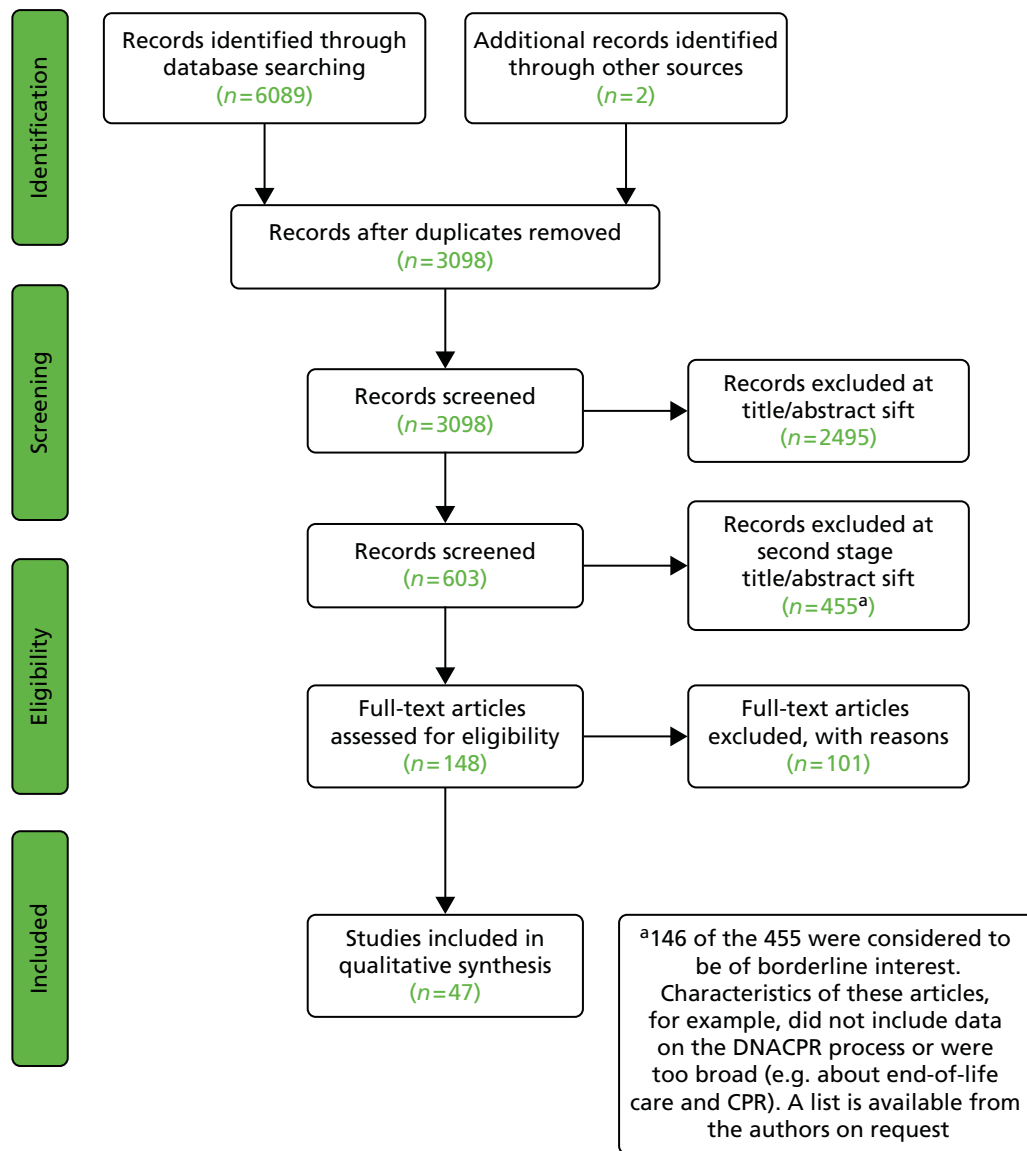 Identification
Records identified through
database searching
(n=6089)
Additional records identified
through other sources
(n=2)
Records after duplicates removed
(n=3098)
Screening
Records screened
(n=3098)
Records excluded at
title/abstract sift
(n=2495)
Records screened
(n=603)
Records excluded at
second stage
title/abstract sift
(n=455a)
Eligibility
Full-text articles
assessed for eligibility
(n=148)
Full-text articles
excluded, with reasons
(n=101)
Included
Studies included in
qualitative synthesis
(n=47)
a146 of the 455 were considered to
be of borderline interest.
Characteristics of these articles,
for example, did not include data
on the DNACPR process or were
too broad (e.g. about end-of-life
care and CPR). A list is available from
the authors on request